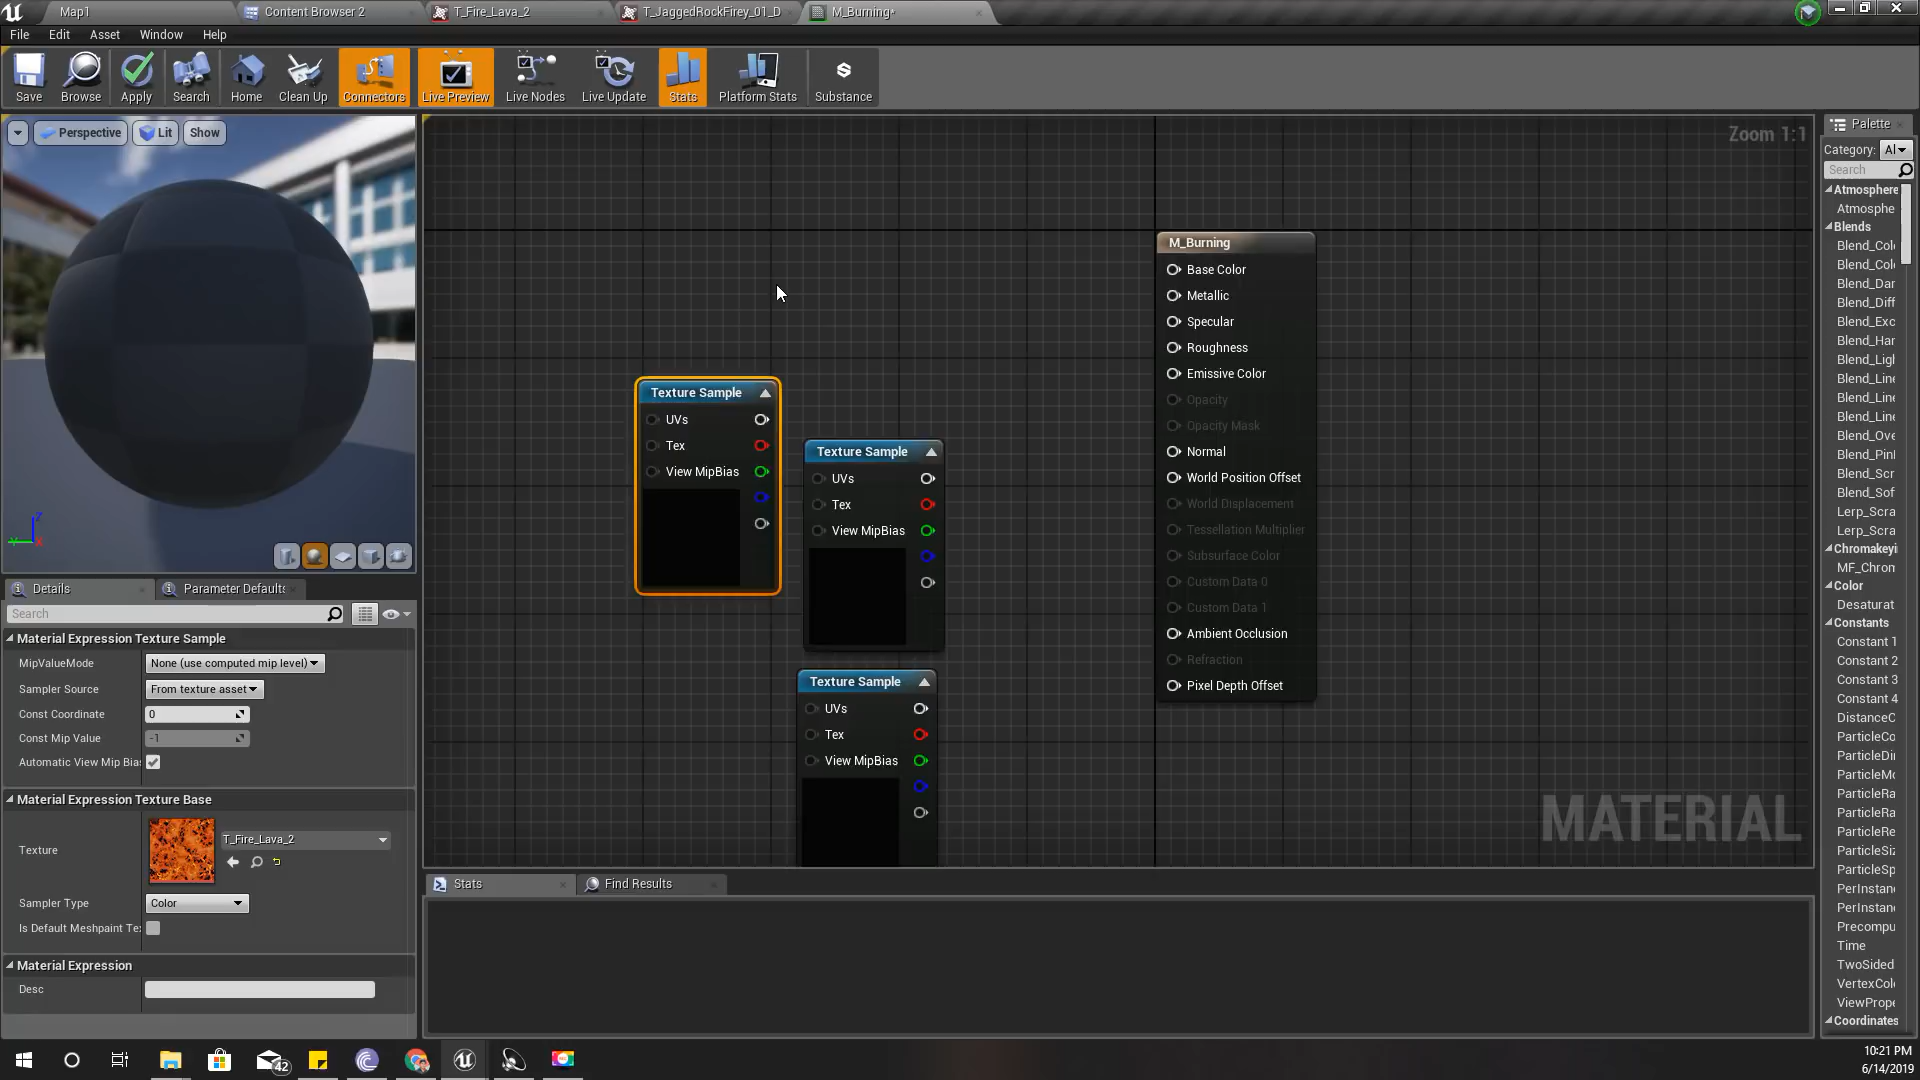 Map1
Content Browser 2
T_Fire_Lava_2
T_JaggedRockFirey_01_D
M_Burning•
File Edit Asset Window Help
Save Browse Apply Search Home Clean Up Connectors Live Preview Live Nodes Live Update Stats Platform Stats Substance
Perspective Lit Show
Zoom 1:1
Palette
Category: Al
Search
Atmosphere
Atmosphe
Blends
Blend_Col
Blend_Col
Blend_Dar
Blend_Diff
Blend_Exc
Blend_Har
Blend_Ligh
Blend_Line
Blend_Line
Blend_Line
Blend_Ove
Blend_Pinl
Blend_Scr
Blend_Sof
Lerp_Scra
Lerp_Scra
Chromakeyi
MF_Chrom
Color
Desaturat
Constants
Constant 1
Constant 2
Constant 3
Constant 4
DistanceC
ParticleCo
ParticleDi
ParticleMo
ParticleRa
ParticleRa
ParticleRe
ParticleSi
ParticleSp
PerInstanc
PerInstanc
Precompu
Time
TwoSided
VertexColo
ViewPrope
Coordinates
M_Burning
Base Color
Metallic
Specular
Roughness
Emissive Color
Opacity
Opacity Mask
Normal
World Position Offset
World Displacement
Tessellation Multiplier
Subsurface Color
Custom Data 0
Custom Data 1
Ambient Occlusion
Refraction
Pixel Depth Offset
Texture Sample
UVs
Tex
View MipBias
Texture Sample
UVs
Tex
View MipBias
Texture Sample
UVs
Tex
View MipBias
MATERIAL
Details
Parameter Defaults
Search
Material Expression Texture Sample
MipValueMode None (use computed mip level)
Sampler Source From texture asset
Const Coordinate 0
Const Mip Value -1
Automatic View Mip Bia
Material Expression Texture Base
Texture T_Fire_Lava_2
Sampler Type Color
Is Default Meshpaint Te
Material Expression
Desc
Stats
Find Results
42
10:21 PM
6/14/2019